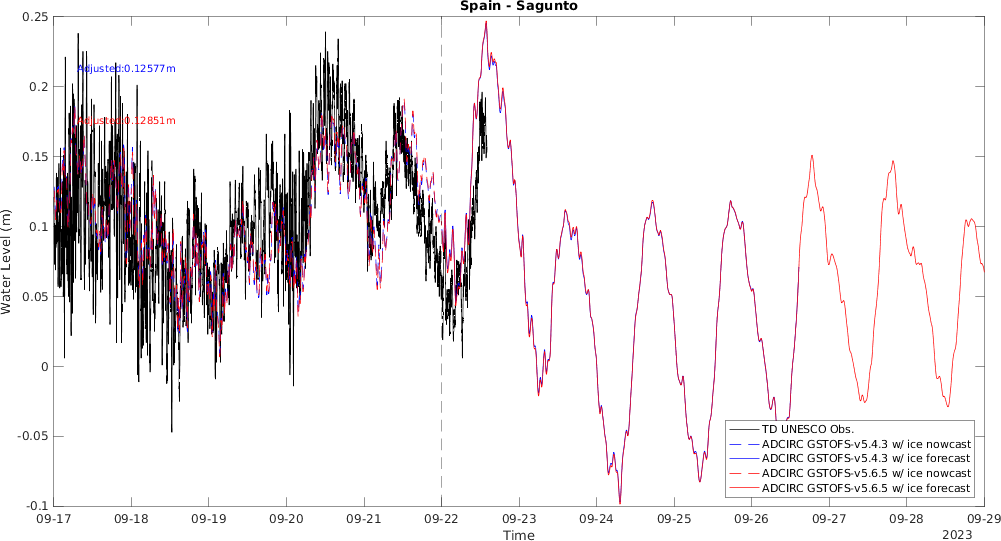 Spain - Sagunto
Water Level (m)
0.25
0.2
0.15
0.1
0.05
0
-0.05
-0.1
Adjusted:0.12577m
Adjusted:0.12851m
TD UNESCO Obs.
ADCIRC GSTOFS-v5.4.3 w/ ice nowcast
ADCIRC GSTOFS-v5.4.3 w/ ice forecast
ADCIRC GSTOFS-v5.6.5 w/ ice nowcast
ADCIRC GSTOFS-v5.6.5 w/ ice forecast
09-17 09-18 09-19 09-20 09-21 09-22 09-23 09-24 09-25 09-26 09-27 09-28 09-29
Time
2023